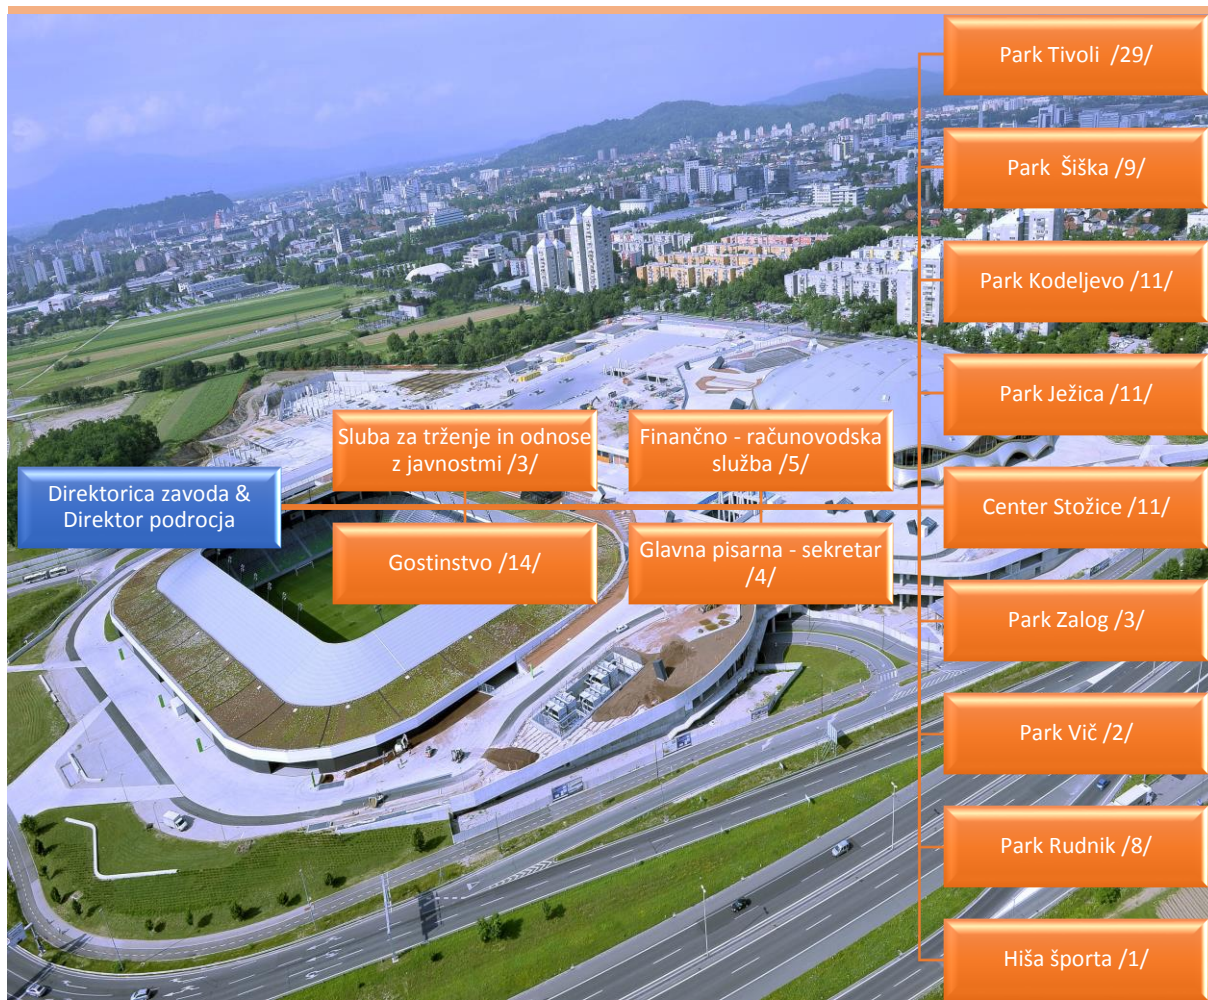 Park Tivoli /29/
Park Šiška /9/
Park Kodeljevo /11/
Park Ježica /11/
Sluba za trženje in odnose
z javnostmi /3/
Finančno - računovodska
služba /5/
Direktorica zavoda &
Direktor podrocja
Center Stožice /11/
Gostinstvo /14/
Glavna pisarna - sekretar
/4/
Park Zalog /3/
Park Vič /2/
Park Rudnik /8/
Hiša športa /1/